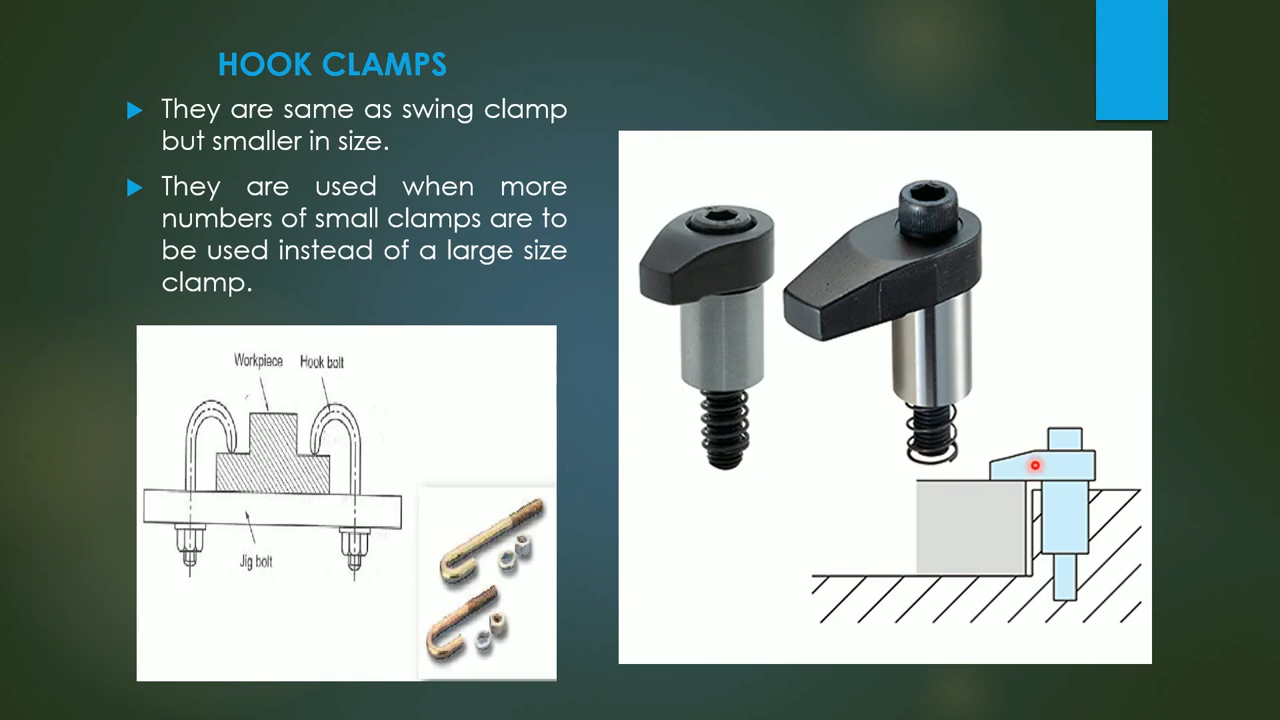 HOOK CLAMPS
They are same as swing clamp
but smaller in size.
They are used when more
numbers of small clamps are to
be used instead of a large size
clamp.
Workpiece Hook bolt
Jig bolt